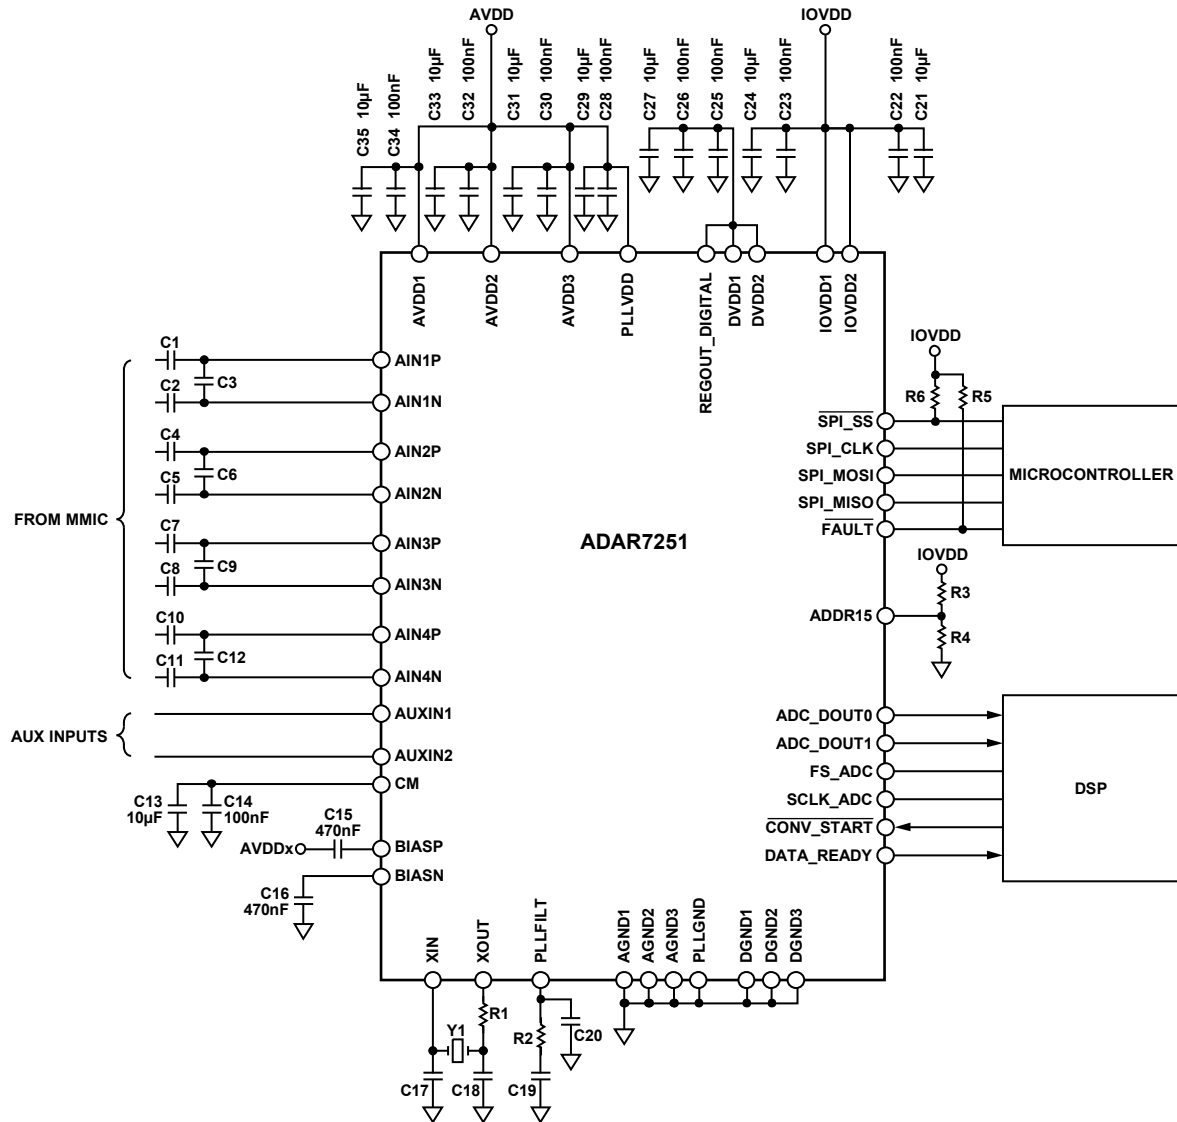 AVDD
IOVDD
C35 10µF
C34 100nF
C33 10µF
C32 100nF
C31 10µF
C30 100nF
C29 10µF
C28 100nF
C27 10µF
C26 100nF
C25 100nF
C24 10µF
C23 100nF
C22 100nF
C21 10µF
AVDD1
AVDD2
AVDD3
PLLVDD
REGOUT_DIGITAL
DVDD1
DVDD2
IOVDD1
IOVDD2
FROM MMIC
C1
C2
C3
C4
C5
C6
C7
C8
C9
C10
C11
C12
AIN1P
AIN1N
AIN2P
AIN2N
AIN3P
AIN3N
AIN4P
AIN4N
AUX INPUTS
AUXIN1
AUXIN2
CM
C13
10µF
C14
100nF
C15
470nF
AVDDx
BIASP
BIASN
C16
470nF
ADAR7251
IOVDD
R6
R5
SPI_SS
SPI_CLK
SPI_MOSI
SPI_MISO
FAULT
MICROCONTROLLER
IOVDD
R3
ADDR15
R4
ADC_DOUT0
ADC_DOUT1
FS_ADC
SCLK_ADC
CONV_START
DATA_READY
DSP
XIN
XOUT
PLLFILT
AGND1
AGND2
AGND3
PLLGND
DGND1
DGND2
DGND3
R1
Y1
R2
C20
C17
C18
C19